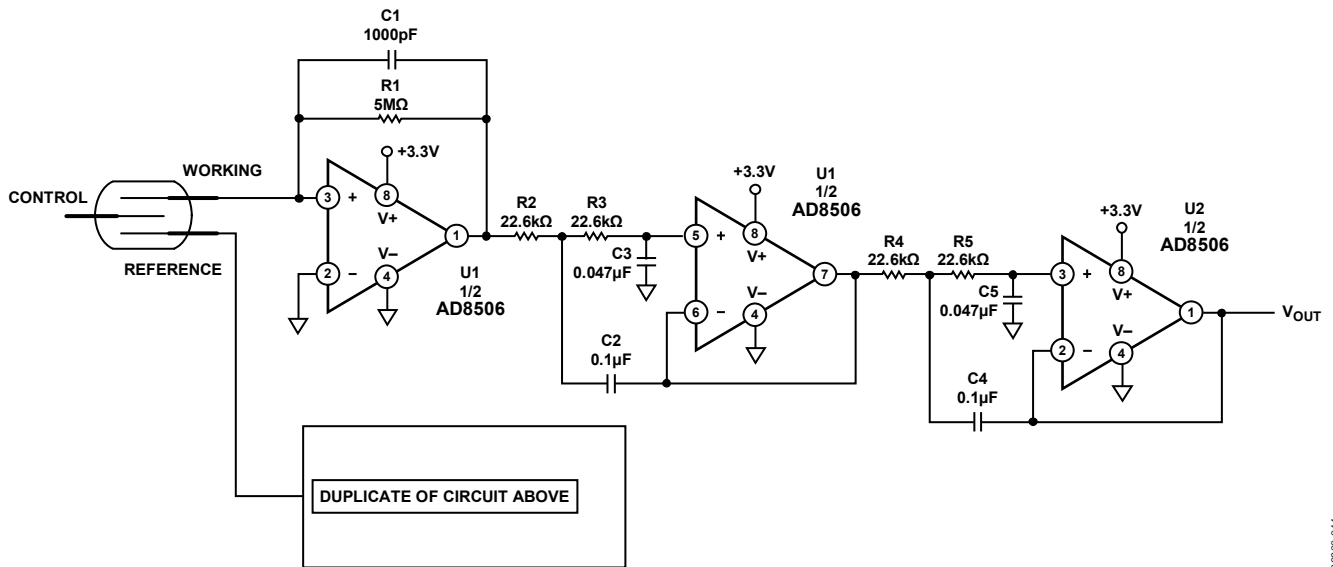 C1
1000pF
R1
5MΩ
+3.3V
WORKING
CONTROL
REFERENCE
3
+
8
V+
1
2
–
V–
4
U1
1/2
AD8506
R2
22.6kΩ
R3
22.6kΩ
C3
0.047µF
C2
0.1µF
+3.3V
U1
1/2
AD8506
5
+
8
V+
7
6
–
V–
4
R4
22.6kΩ
R5
22.6kΩ
C5
0.047µF
C4
0.1µF
+3.3V
U2
1/2
AD8506
3
+
8
V+
1
2
–
V–
4
VOUT
DUPLICATE OF CIRCUIT ABOVE